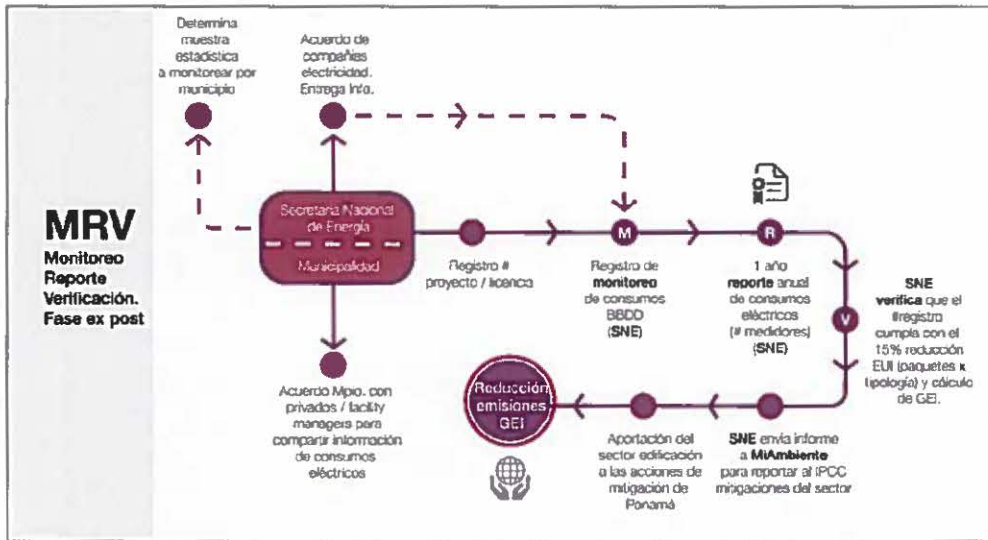 MRV
Monitoreo
Reporte
Verificación.
Fase ex post
Determina
muestra
estadística
a monitorear por
municipio
Acuerdo de
compañías
electricidad.
Entrega Info.
Secretaria Nacional
de Energía
Municipalidad
Acuerdo Mpio. con
privados / facility
managers para
compartir información
de consumos
eléctricos
Registro #
proyecto / licencia
M
Registro de
monitoreo
de consumos
BBDD
(SNE)
R
1 año
reporte anual
de consumos
eléctricos
(# medidores)
(SNE)
V
SNE
verifica que el
#registro
cumpla con el
15% reducción
EUI (paquetes x
tipología) y cálculo
de GEI.
SNE envía informe
a MiAmbiente
para reportar al IPCC
mitigaciones del sector
Aportación del
sector edificación
a las acciones de
mitigación de
Panamá
Reducción
emisiones
GEI